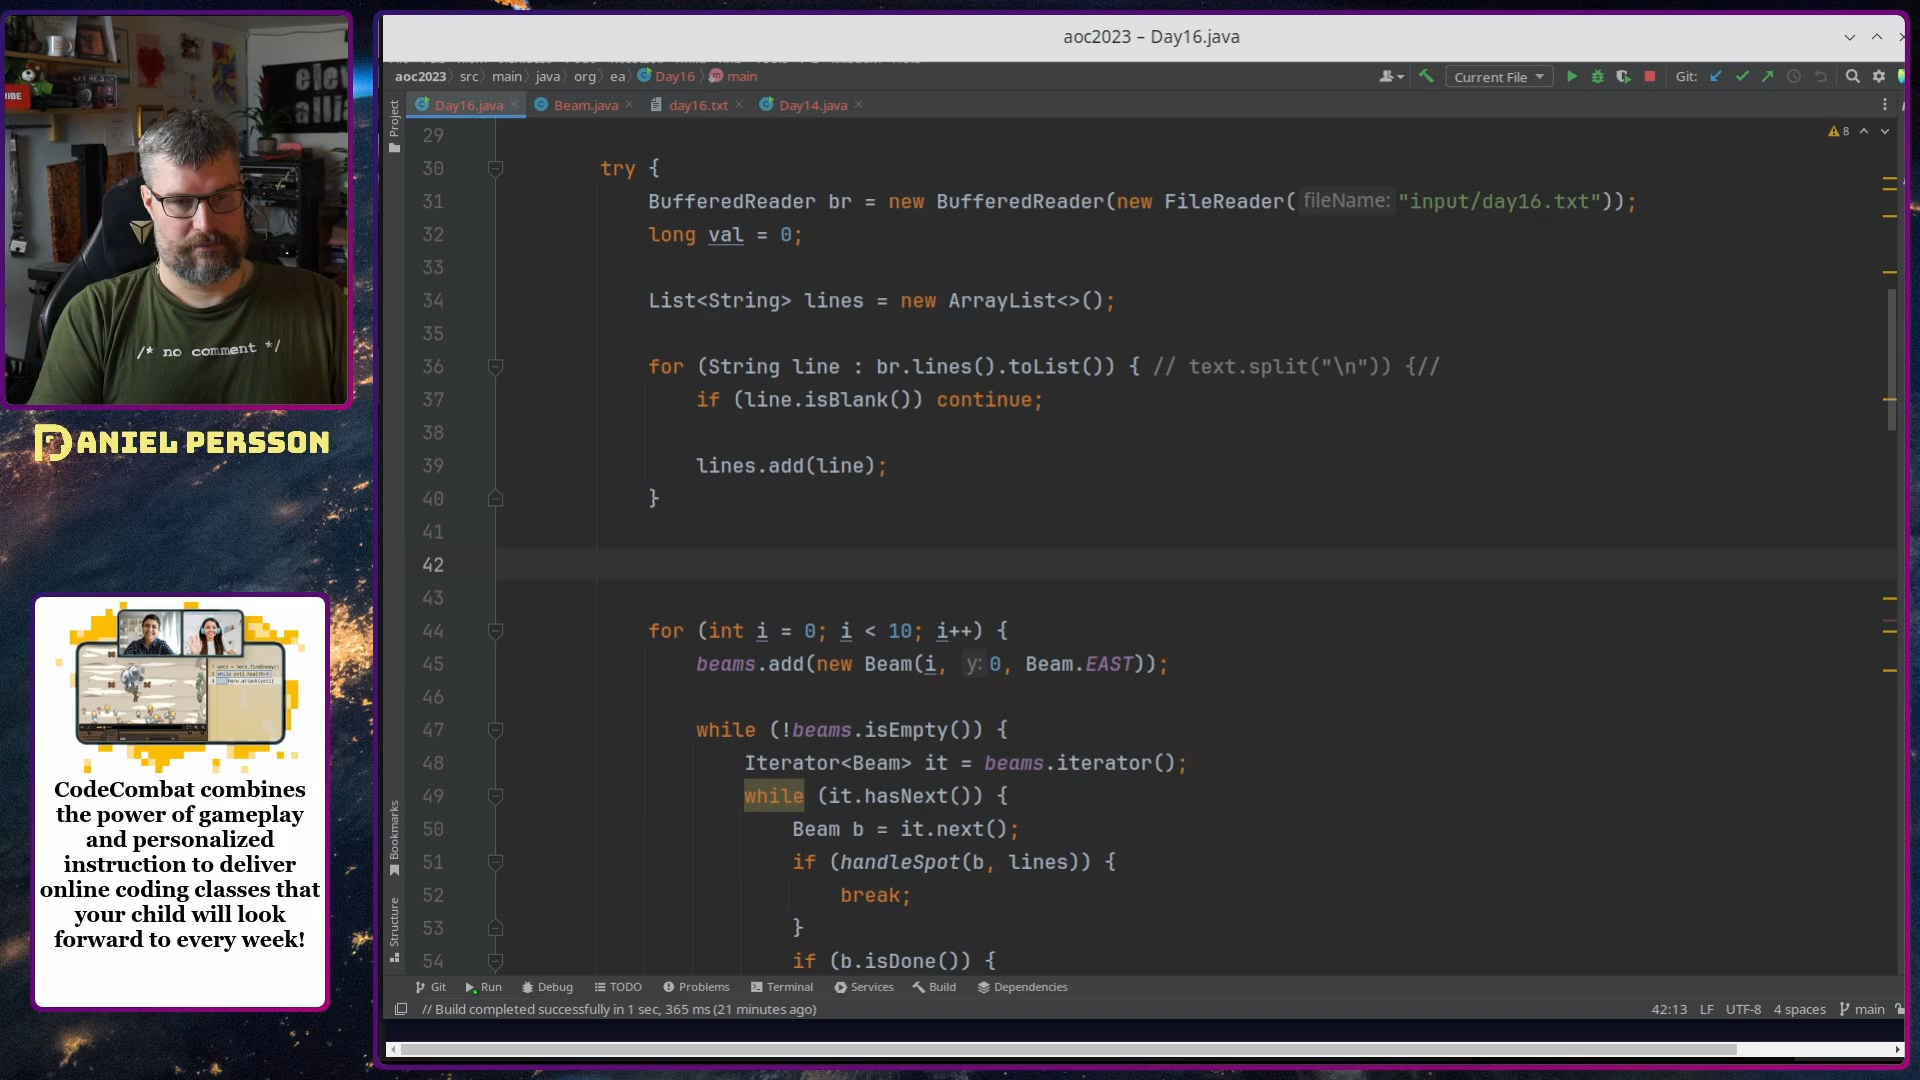 aoc2023 – Day16.java
aoc2023 src main java org ea Day16 main
Current File
Git:
Day16.java
Beam.java
day16.txt
Day14.java
Project
8
29
30 try {
31 BufferedReader br = new BufferedReader(new FileReader( fileName: "input/day16.txt"));
32 long val = 0;
33
34 List<String> lines = new ArrayList<>();
35
36 for (String line : br.lines().toList()) { // text.split("\n")) {//
37 if (line.isBlank()) continue;
38
39 lines.add(line);
40 }
41
42
43
44 for (int i = 0; i < 10; i++) {
45 beams.add(new Beam(i, y: 0, Beam.EAST));
46
47 while (!beams.isEmpty()) {
48 Iterator<Beam> it = beams.iterator();
49 while (it.hasNext()) {
50 Beam b = it.next();
51 if (handleSpot(b, lines)) {
52 break;
53 }
54 if (b.isDone()) {
Bookmarks
Structure
Git Run Debug TODO Problems Terminal Services Build Dependencies
// Build completed successfully in 1 sec, 365 ms (21 minutes ago)
42:13 LF UTF-8 4 spaces main
/* no comment */
DANIEL PERSSON
CodeCombat combines
the power of gameplay
and personalized
instruction to deliver
online coding classes that
your child will look
forward to every week!